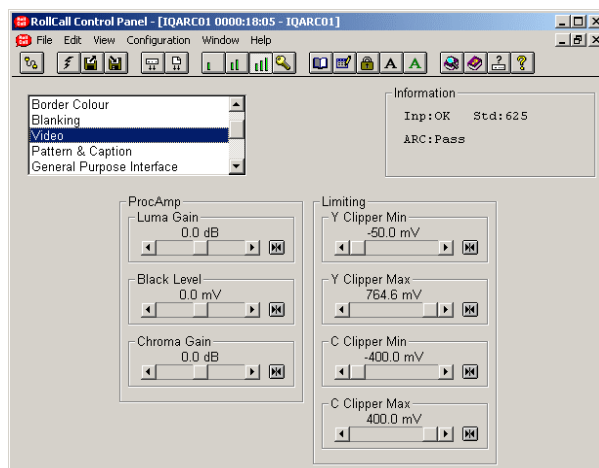 RollCall Control Panel - [IQARC01 0000:18:05 - IQARC01]
File Edit View Configuration Window Help
A A
Border Colour
Blanking
Video
Pattern & Caption
General Purpose Interface
Information
Inp:OK Std:625
ARC:Pass
ProcAmp
Luma Gain
0.0 dB
Black Level
0.0 mV
Chroma Gain
0.0 dB
Limiting
Y Clipper Min
-50.0 mV
Y Clipper Max
764.6 mV
C Clipper Min
-400.0 mV
C Clipper Max
400.0 mV